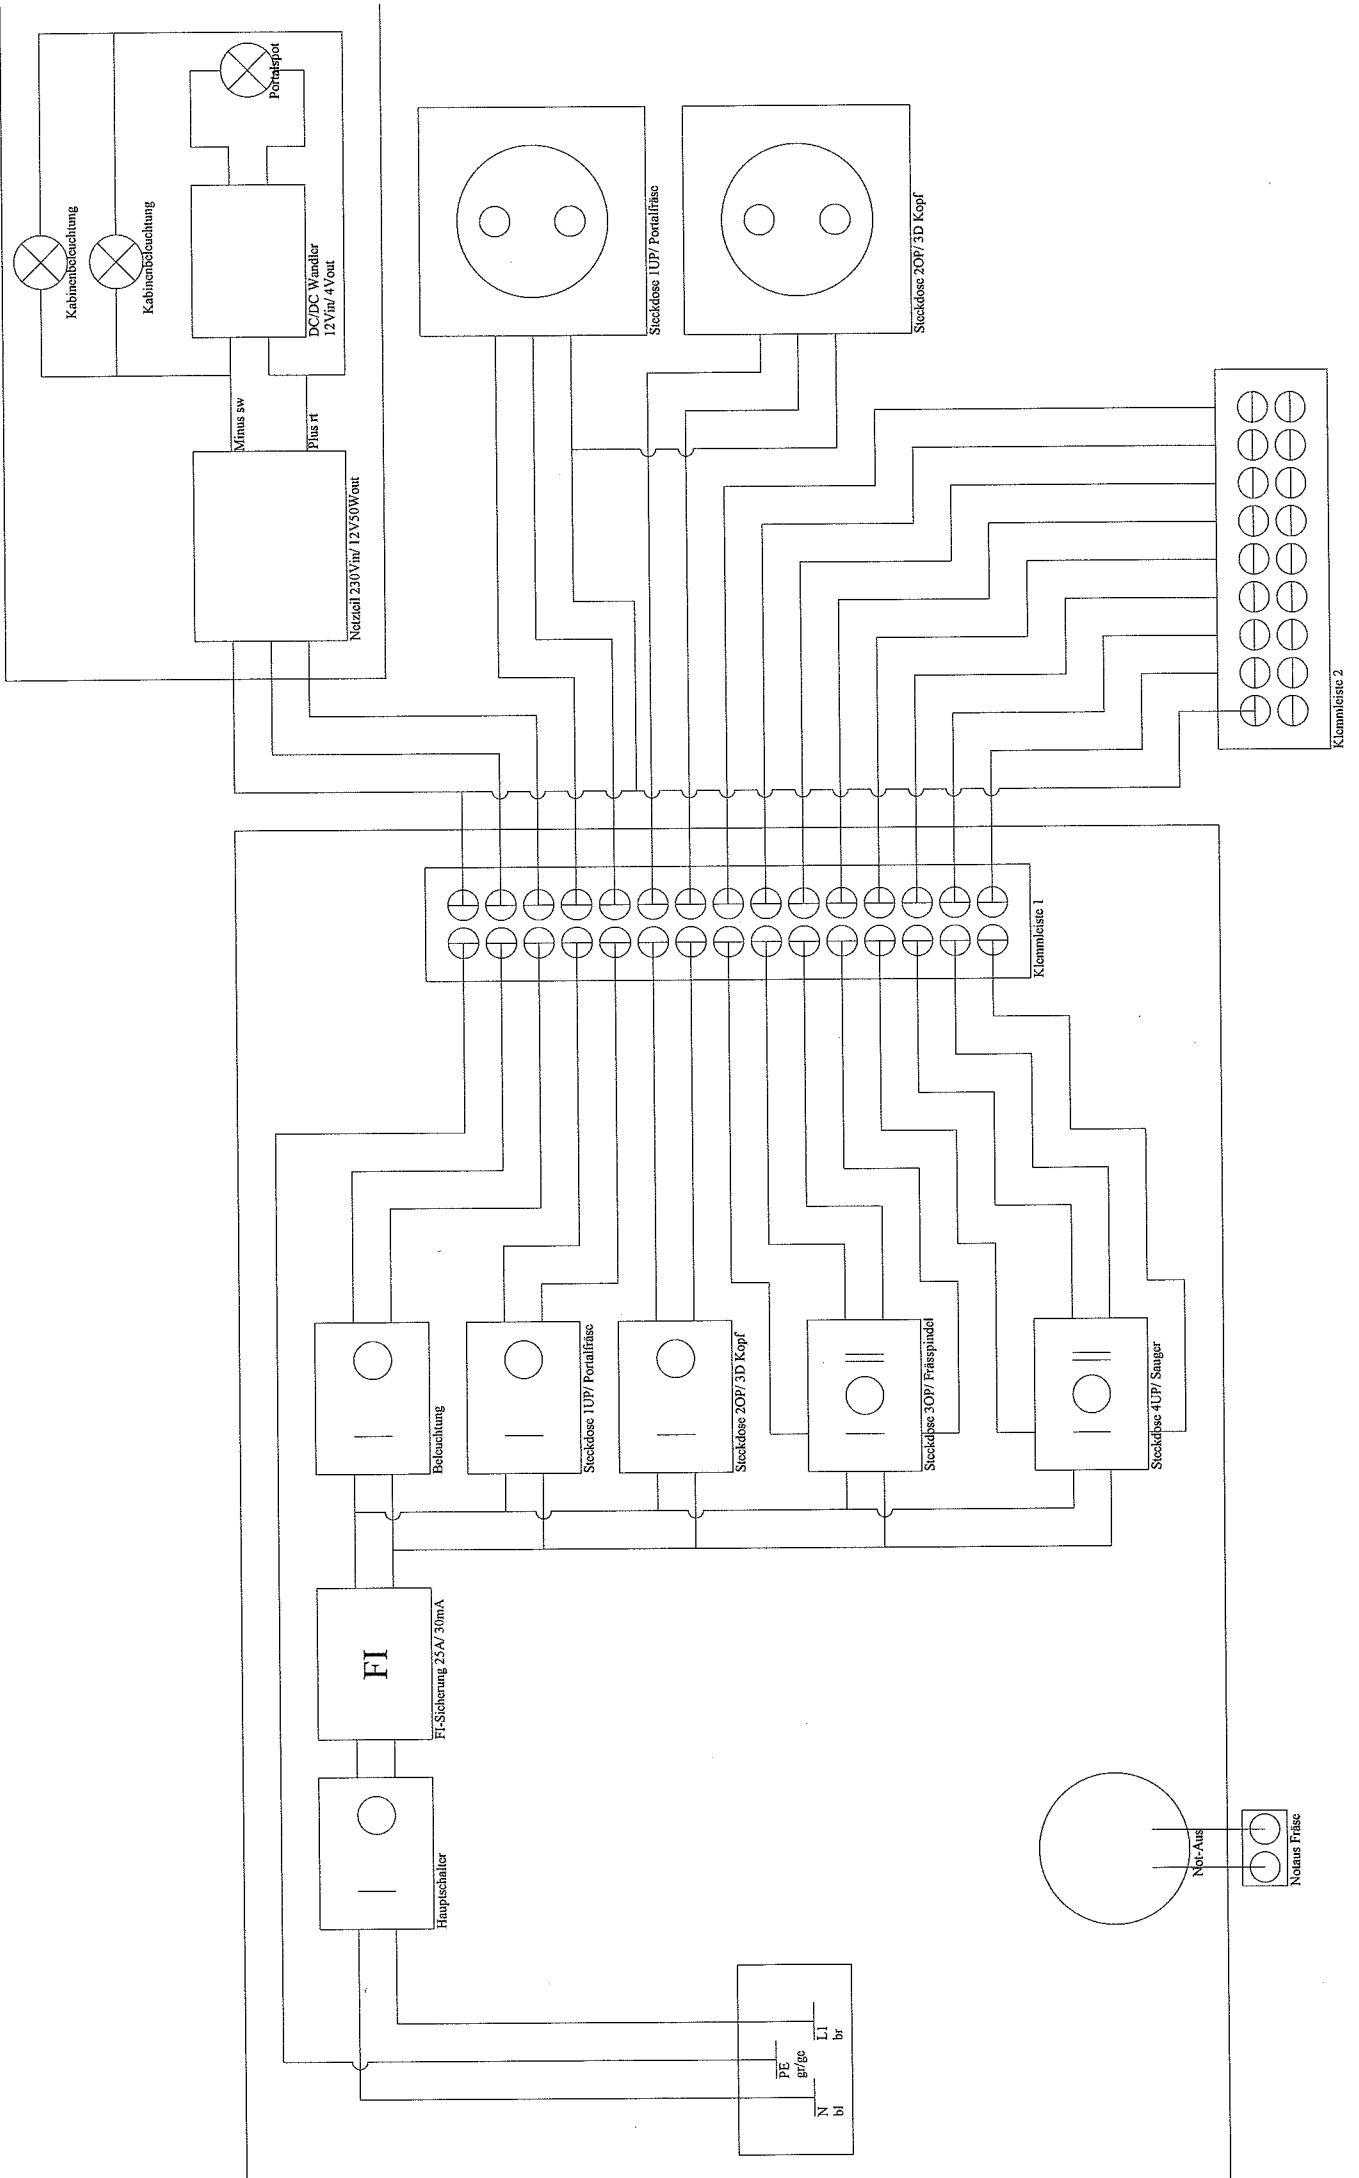 Kabinenbeleuchtung
Kabinenbeleuchtung
Portalspot
DC/DC Wandler
12Vin/ 4Vout
Minus sw
Plus rt
Netzteil 230Vin/ 12V50Wout
Steckdose 1UP/ Portalfräse
Steckdose 2OP/ 3D Kopf
Klemmleiste 2
Klemmleiste 1
Beleuchtung
Steckdose 1UP/ Portalfräse
Steckdose 2OP/ 3D Kopf
Steckdose 3OP/ Frässpindel
Steckdose 4UP/ Sauger
FI
FI-Sicherung 25A/ 30mA
Hauptschalter
N
bl
PE
gr/ge
L1
br
Not-Aus
Notaus Fräse